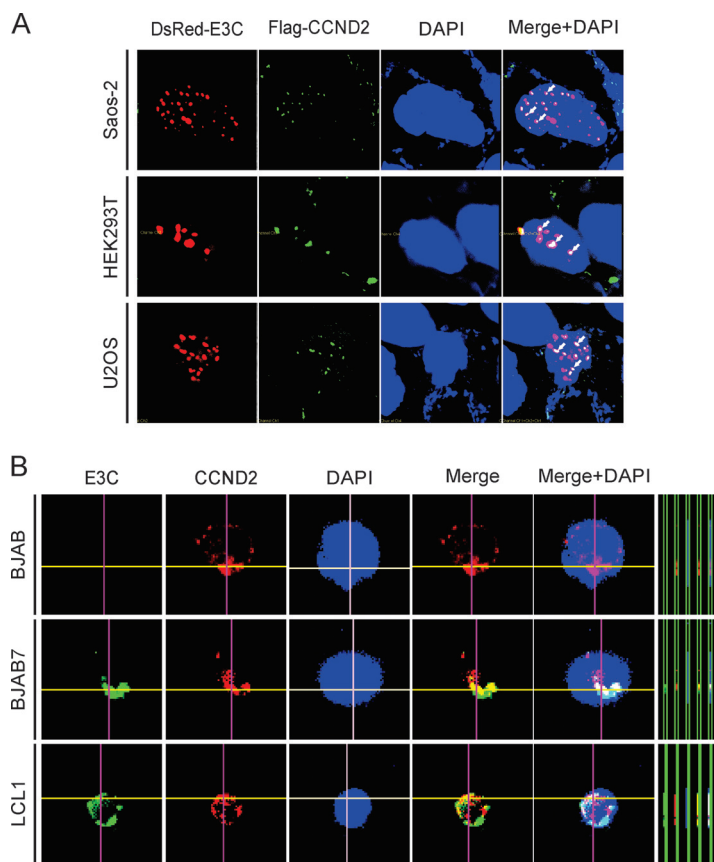 A
DsRed-E3C Flag-CCND2 DAPI Merge+DAPI
Saos-2
HEK293T
U2OS
B
E3C CCND2 DAPI Merge Merge+DAPI
BJAB
BJAB7
LCL1